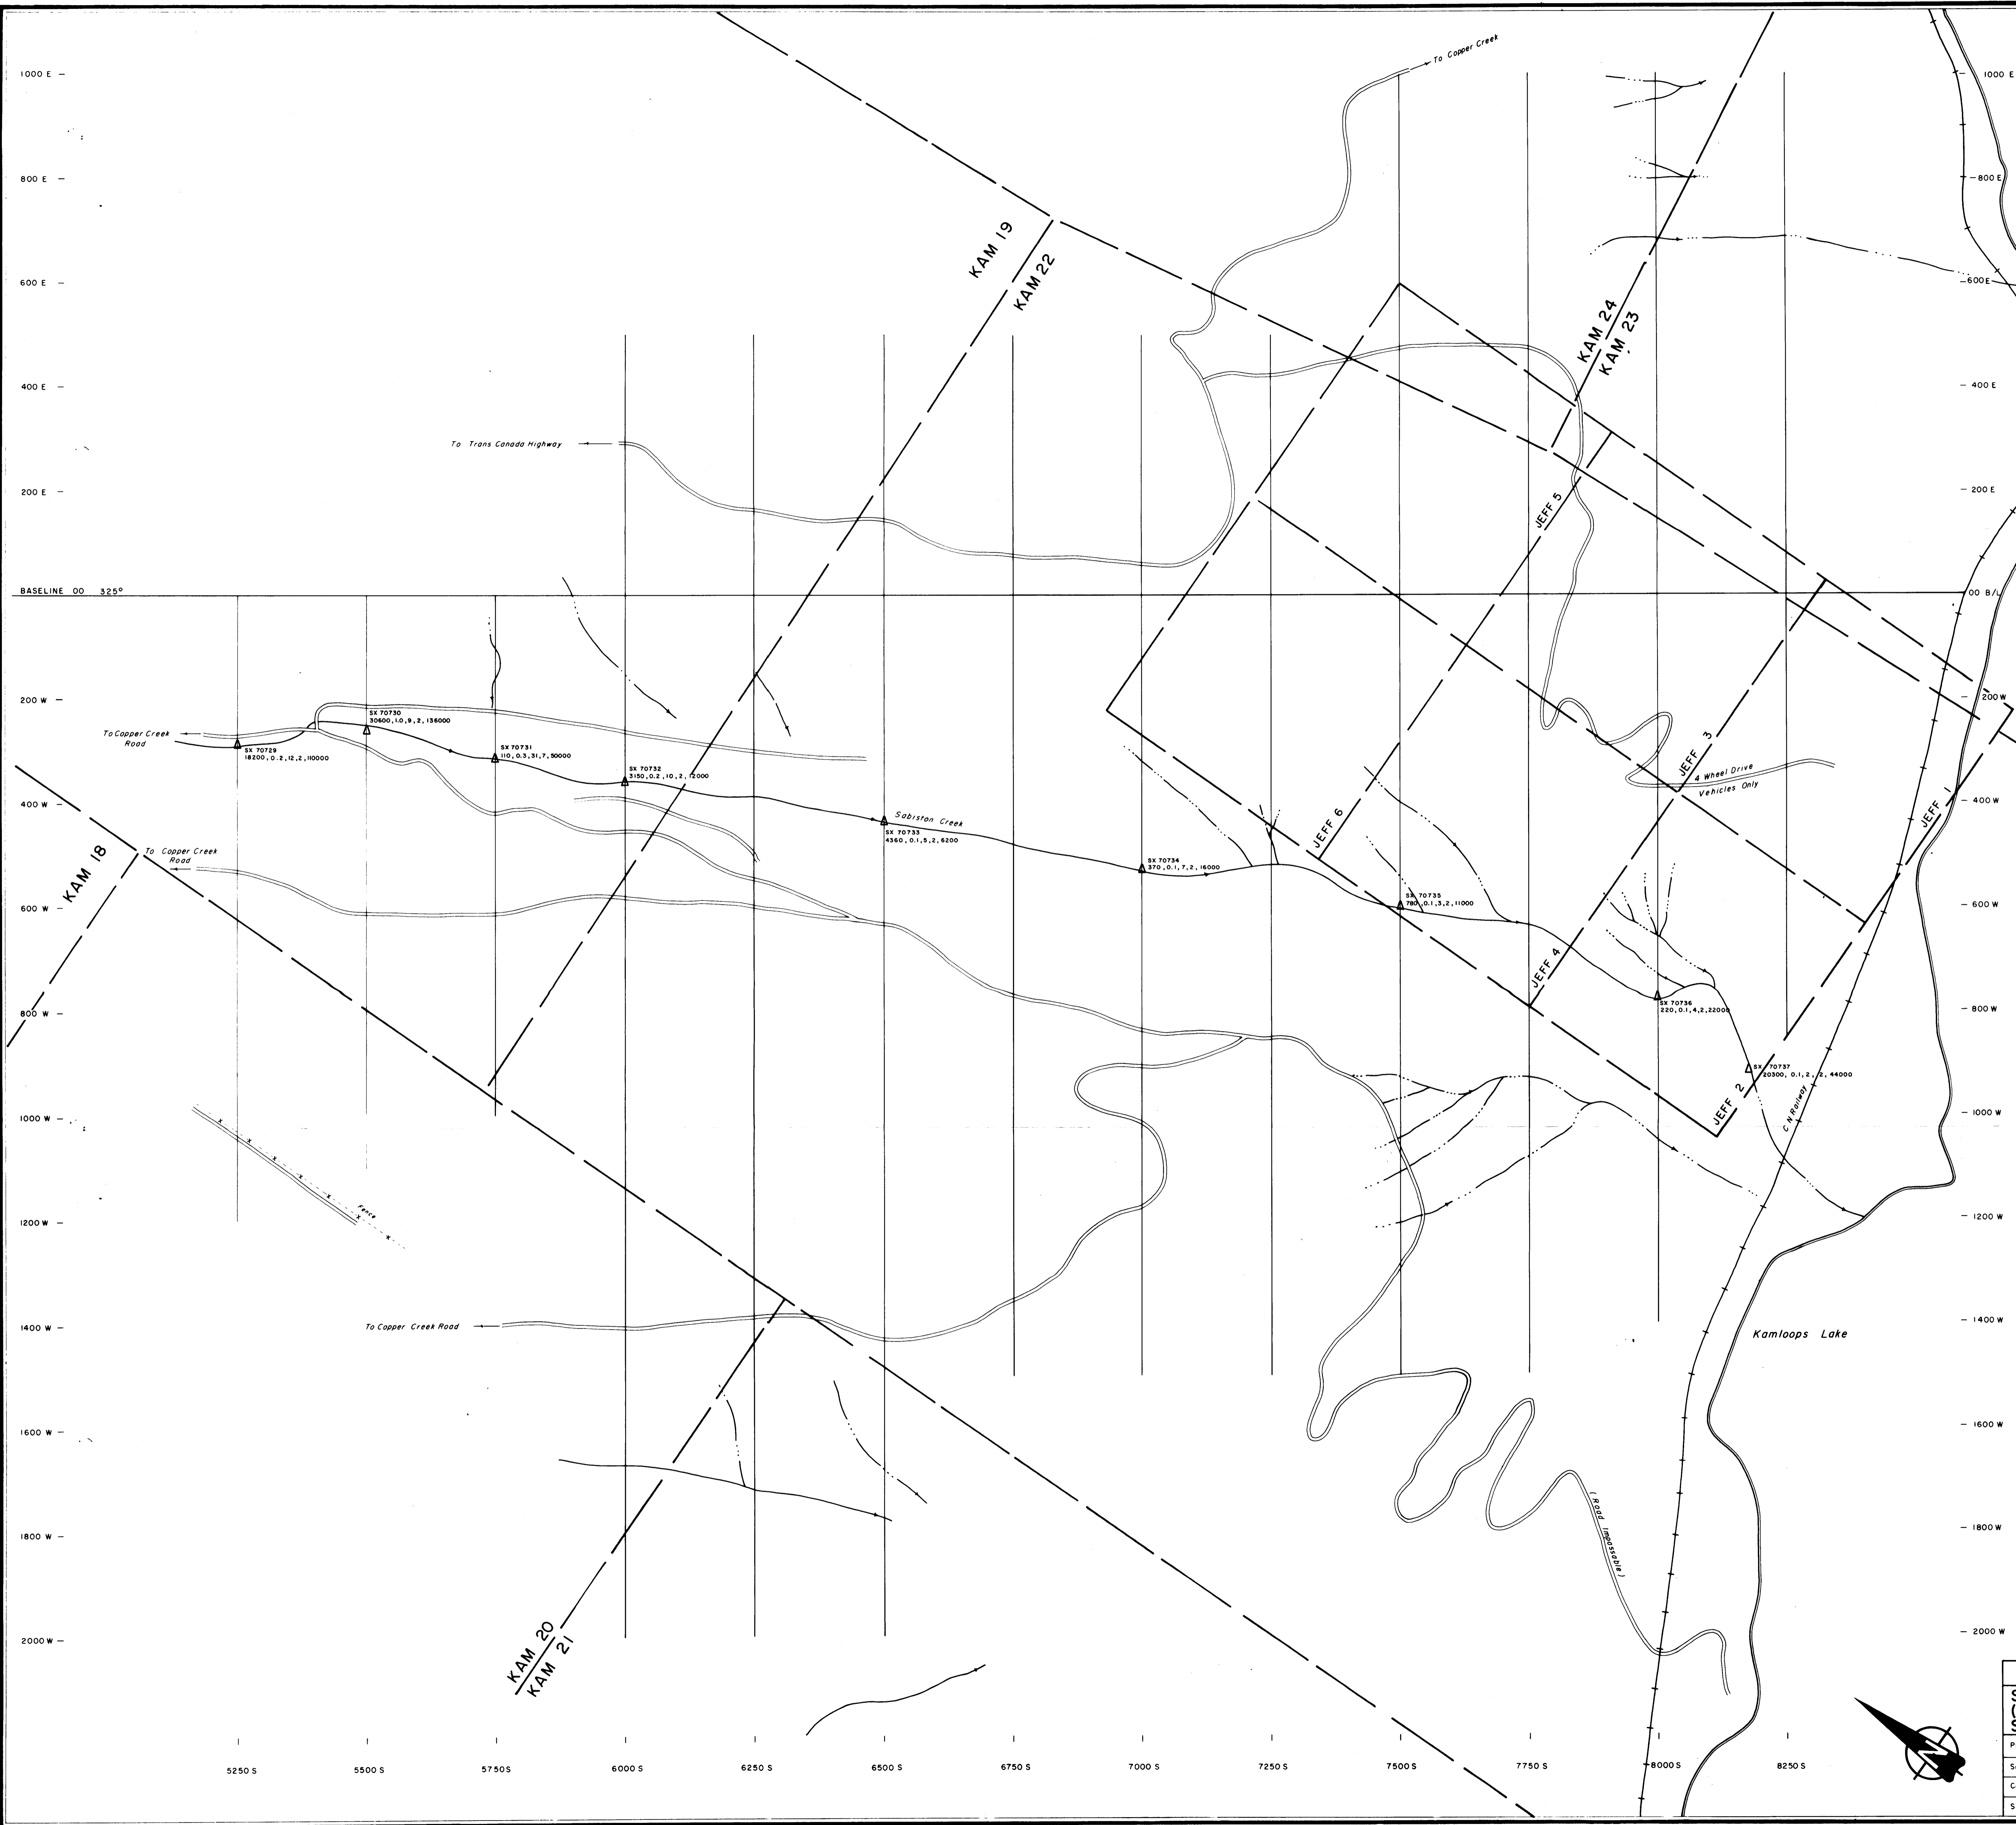 To Copper Creek
1000 E
1000 E
800 E
800 E
KAM 19
KAM 22
600 E
600 E
KAM 24
KAM 23
400 E
400 E
To Trans Canada Highway
200 E
200 E
JEFF 5
BASELINE 00 325°
00 B/L
200 W
200 W
SX 70730
30600, 1.0, 9, 2, 136000
To Copper Creek
Road
SX 70729
18200, 0.2, 12, 2, 110000
SX 70731
110, 0.3, 31, 7, 50000
SX 70732
3150, 0.2, 10, 2, 12000
JEFF 3
4 Wheel Drive
Vehicles Only
400 W
400 W
Sabiston Creek
SX 70733
4360, 0.1, 5, 2, 6200
JEFF 6
JEFF 1
KAM 18
To Copper Creek
Road
SX 70734
370, 0.1, 7, 2, 16000
SX 70735
780, 0.1, 3, 2, 11000
600 W
600 W
JEFF 4
SX 70736
220, 0.1, 4, 2, 22000
800 W
800 W
SX 70737
20300, 0.1, 2, 2, 44000
JEFF 2
C N Railway
1000 W
1000 W
Fence
1200 W
1200 W
To Copper Creek Road
1400 W
1400 W
Kamloops Lake
1600 W
1600 W
(Road Impassable)
1800 W
1800 W
KAM 20
KAM 21
2000 W
2000 W
N
5250 S
5500 S
5750 S
6000 S
6250 S
6500 S
6750 S
7000 S
7250 S
7500 S
7750 S
8000 S
8250 S